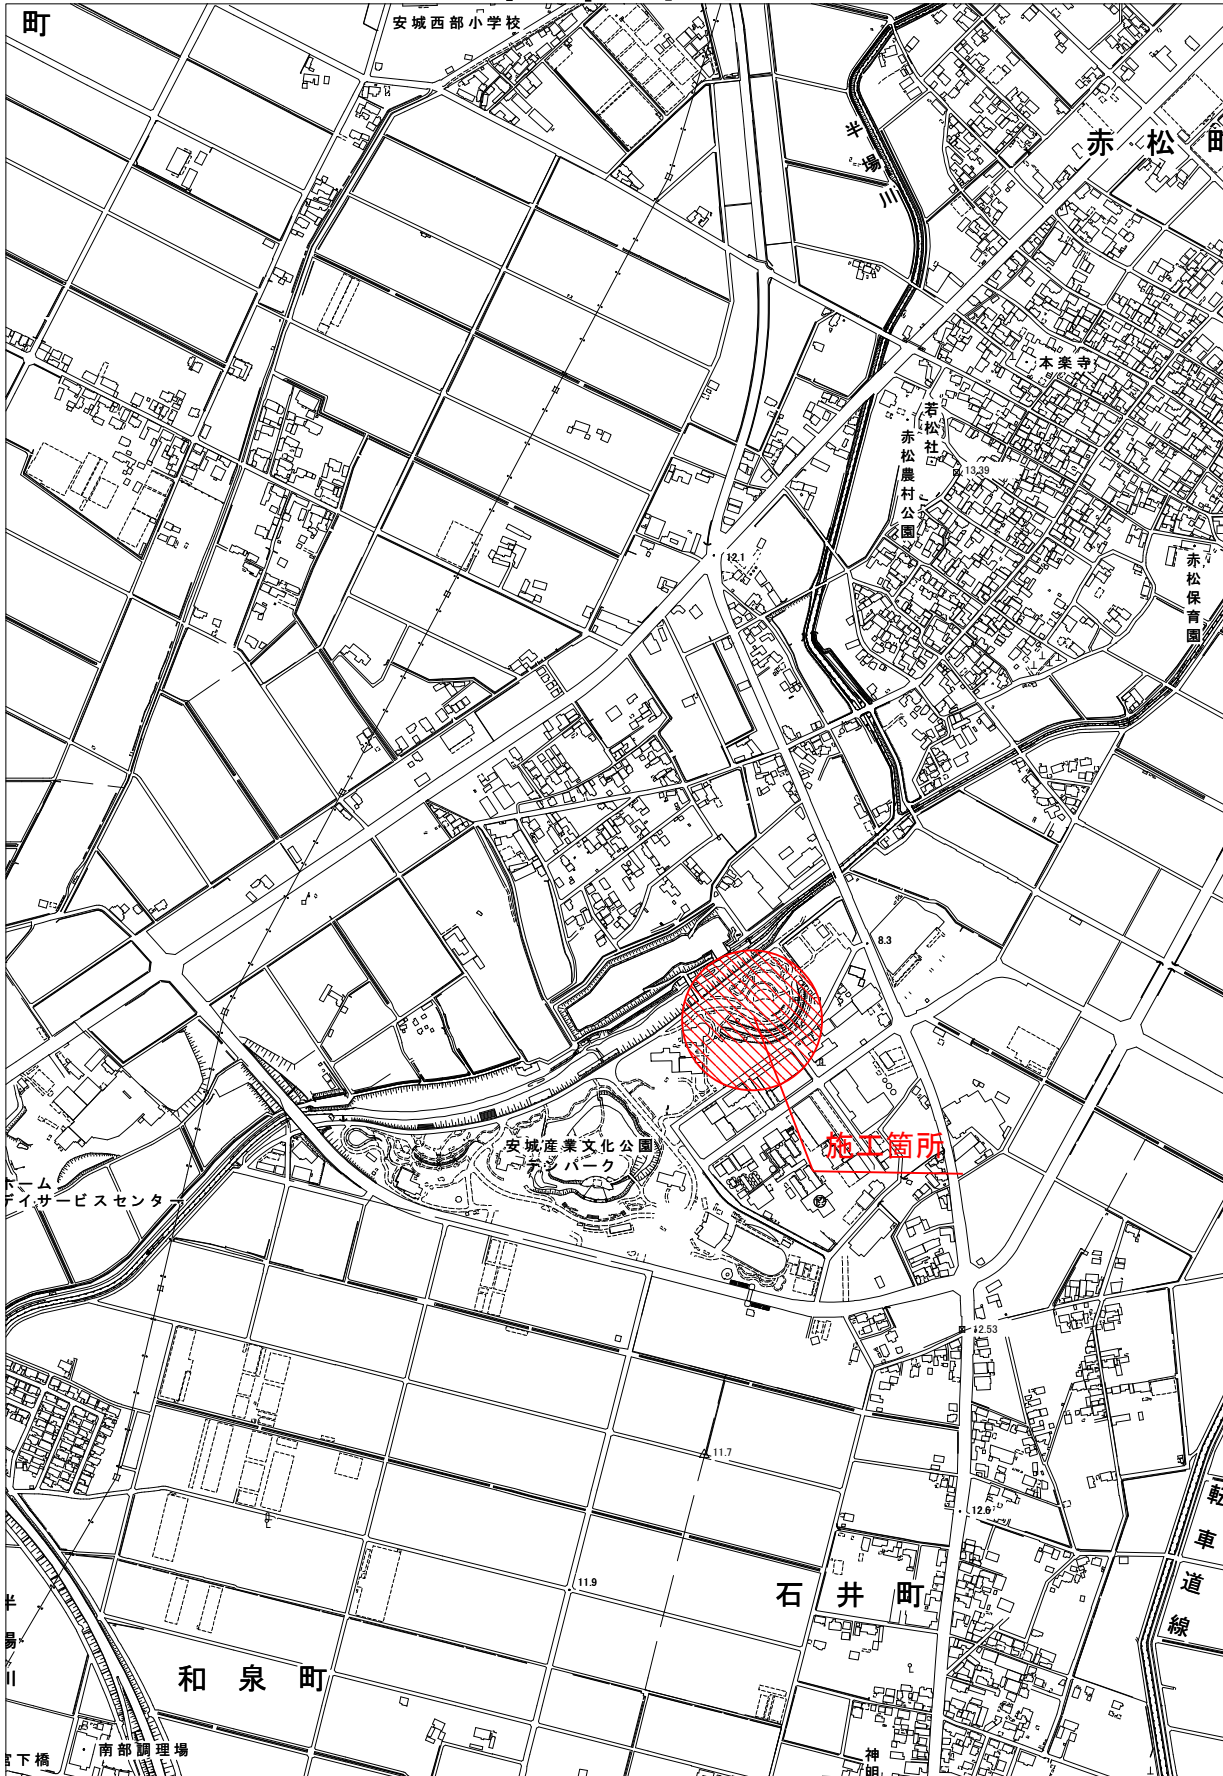 町
安城西部小学校
半場川
赤松町
本楽寺
若松社
赤松農村公園
13.39
12.1
赤松保育園
8.3
施工箇所
安城産業文化公園
デンパーク
ホーム
デイサービスセンター
12.53
11.7
12.6
転車道線
11.9
石井町
半場川
和泉町
南部調理場
宮下橋
神明